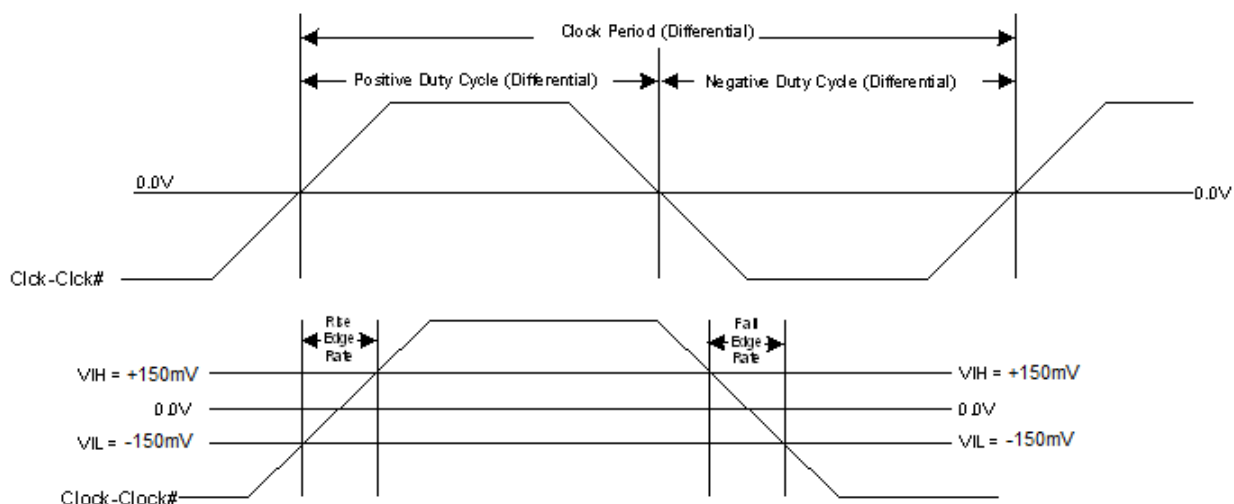 Clock Period (Differential)
Positive Duty Cycle (Differential)
Negative Duty Cycle (Differential)
0.0V
0.0V
Clck-Clck#
Rise
Edge
Rate
Fall
Edge
Rate
VIH = +150mV
VIH = +150mV
0.0V
0.0V
VIL = -150mV
VIL = -150mV
Clock-Clock#